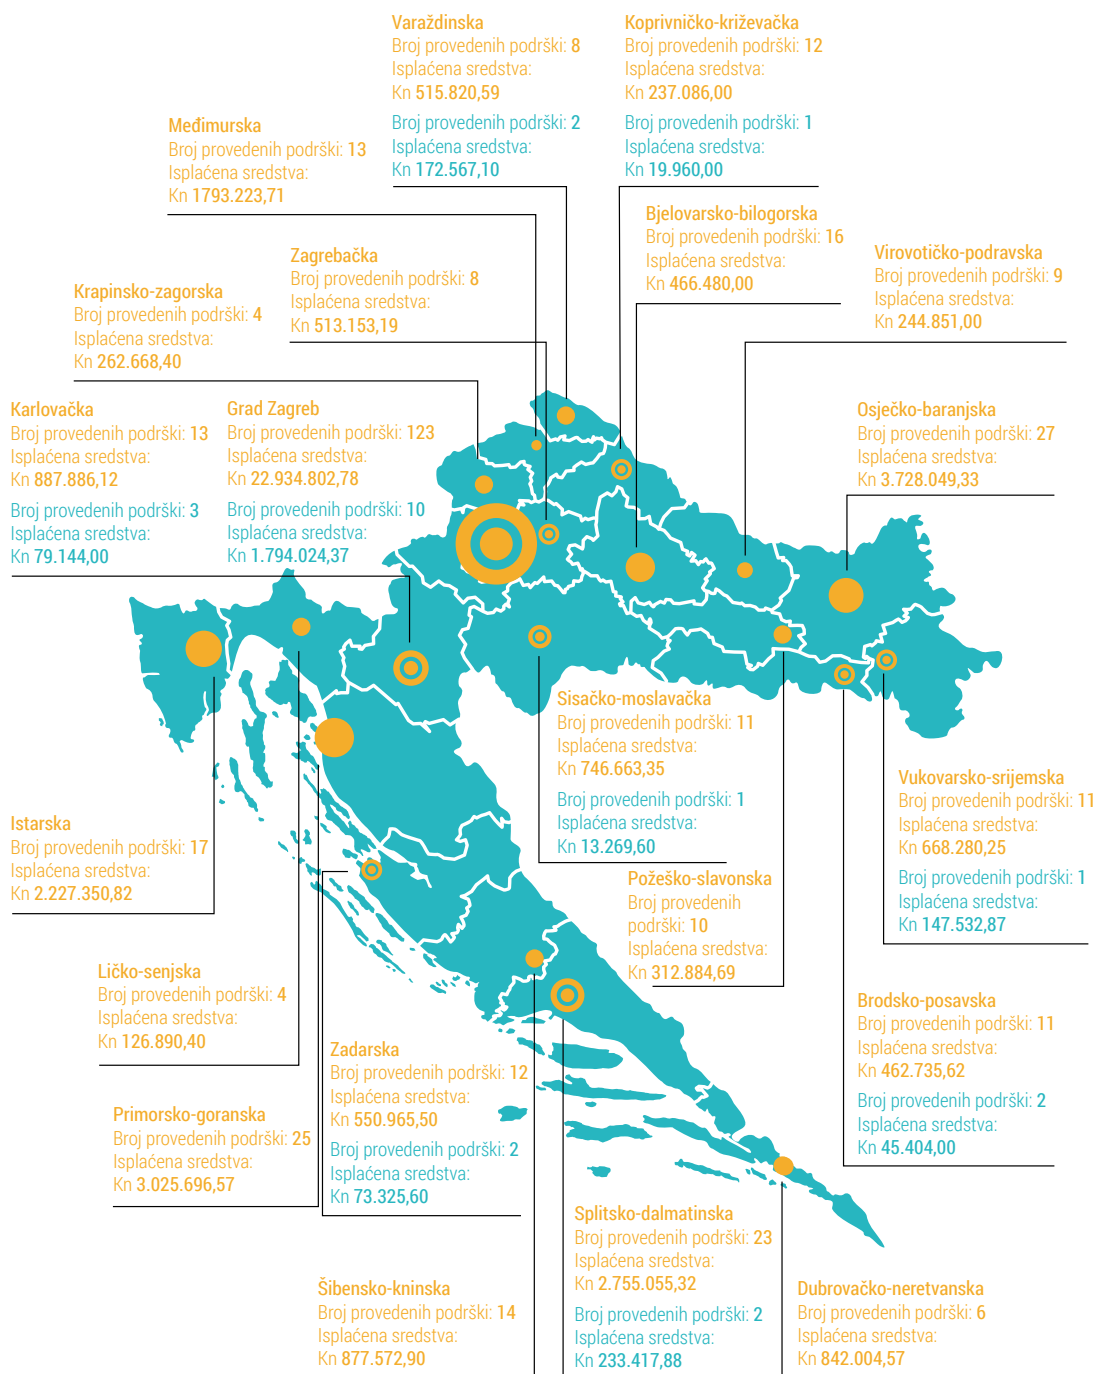 Varaždinska
Broj provedenih podrški: 8
Isplaćena sredstva:
Kn 515.820,59
Broj provedenih podrški: 2
Isplaćena sredstva:
Kn 172.567,10
Koprivničko-križevačka
Broj provedenih podrški: 12
Isplaćena sredstva:
Kn 237.086,00
Broj provedenih podrški: 1
Isplaćena sredstva:
Kn 19.960,00
Međimurska
Broj provedenih podrški: 13
Isplaćena sredstva:
Kn 1793.223,71
Bjelovarsko-bilogorska
Broj provedenih podrški: 16
Isplaćena sredstva:
Kn 466.480,00
Zagrebačka
Broj provedenih podrški: 8
Isplaćena sredstva:
Kn 513.153,19
Virovotičko-podravska
Broj provedenih podrški: 9
Isplaćena sredstva:
Kn 244.851,00
Krapinsko-zagorska
Broj provedenih podrški: 4
Isplaćena sredstva:
Kn 262.668,40
Karlovačka
Broj provedenih podrški: 13
Isplaćena sredstva:
Kn 887.886,12
Broj provedenih podrški: 3
Isplaćena sredstva:
Kn 79.144,00
Grad Zagreb
Broj provedenih podrški: 123
Isplaćena sredstva:
Kn 22.934.802,78
Broj provedenih podrški: 10
Isplaćena sredstva:
Kn 1.794.024,37
Osječko-baranjska
Broj provedenih podrški: 27
Isplaćena sredstva:
Kn 3.728.049,33
Sisačko-moslavačka
Broj provedenih podrški: 11
Isplaćena sredstva:
Kn 746.663,35
Broj provedenih podrški: 1
Isplaćena sredstva:
Kn 13.269,60
Vukovarsko-srijemska
Broj provedenih podrški: 11
Isplaćena sredstva:
Kn 668.280,25
Broj provedenih podrški: 1
Isplaćena sredstva:
Kn 147.532,87
Istarska
Broj provedenih podrški: 17
Isplaćena sredstva:
Kn 2.227.350,82
Požeško-slavonska
Broj provedenih
podrški: 10
Isplaćena sredstva:
Kn 312.884,69
Ličko-senjska
Broj provedenih podrški: 4
Isplaćena sredstva:
Kn 126.890,40
Brodsko-posavska
Broj provedenih podrški: 11
Isplaćena sredstva:
Kn 462.735,62
Broj provedenih podrški: 2
Isplaćena sredstva:
Kn 45.404,00
Zadarska
Broj provedenih podrški: 12
Isplaćena sredstva:
Kn 550.965,50
Broj provedenih podrški: 2
Isplaćena sredstva:
Kn 73.325,60
Primorsko-goranska
Broj provedenih podrški: 25
Isplaćena sredstva:
Kn 3.025.696,57
Splitsko-dalmatinska
Broj provedenih podrški: 23
Isplaćena sredstva:
Kn 2.755.055,32
Broj provedenih podrški: 2
Isplaćena sredstva:
Kn 233.417,88
Šibensko-kninska
Broj provedenih podrški: 14
Isplaćena sredstva:
Kn 877.572,90
Dubrovačko-neretvanska
Broj provedenih podrški: 6
Isplaćena sredstva:
Kn 842.004,57